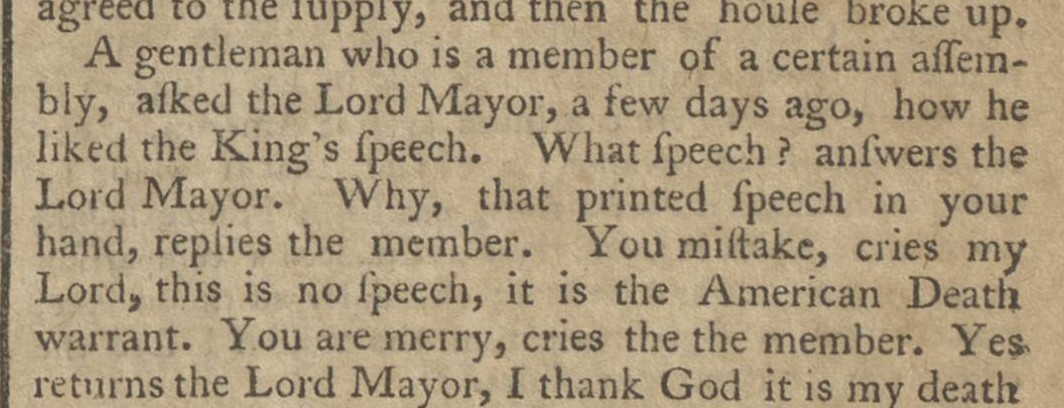 agreed to the ſupply, and then the houſe broke up.
A gentleman who is a member of a certain aſſem-
bly, aſked the Lord Mayor, a few days ago, how he
liked the King's ſpeech. What ſpeech ? anſwers the
Lord Mayor. Why, that printed ſpeech in your
hand, replies the member. You miſtake, cries my
Lord, this is no ſpeech, it is the American Death
warrant. You are merry, cries the the member. Yes
returns the Lord Mayor, I thank God it is my death